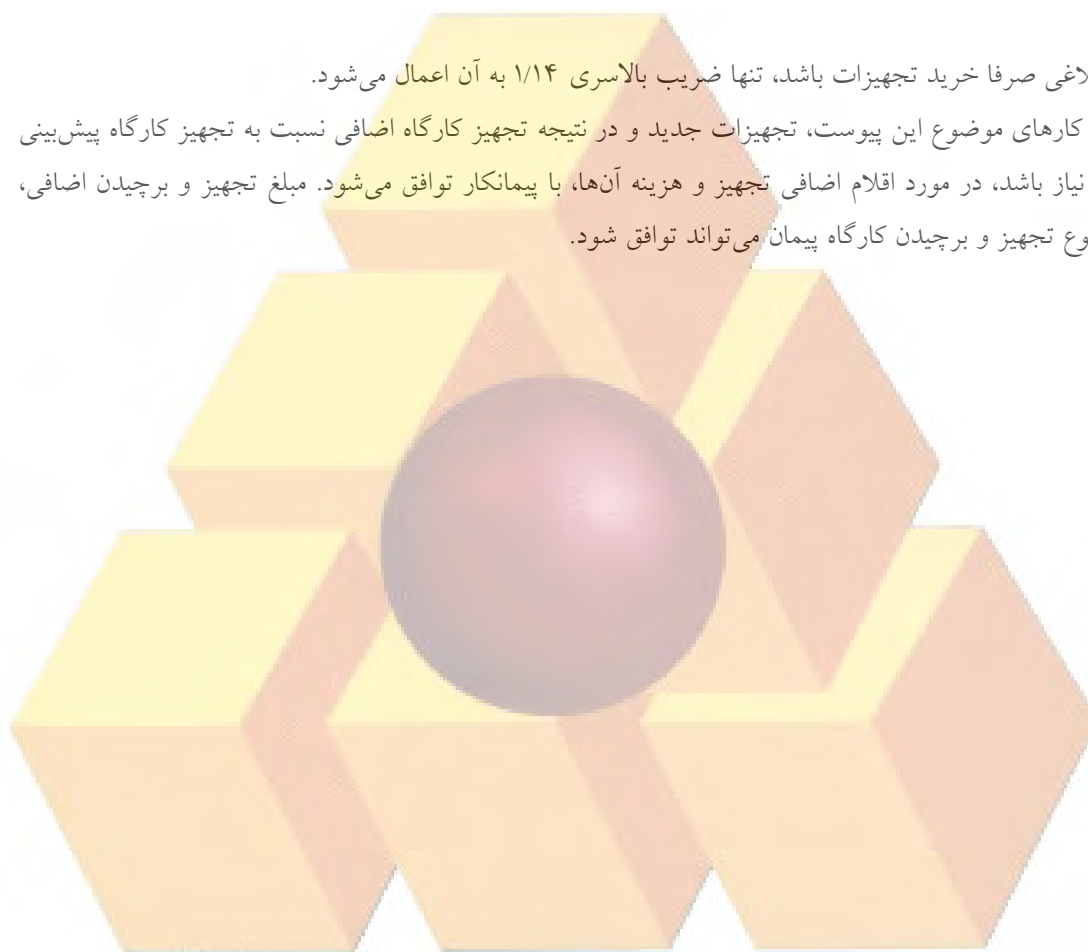 لاغی صرفا خرید تجهیزات باشد، تنها ضریب بالاسری ۱/۱۴ به آن اعمال می‌شود.
کارهای موضوع این پیوست، تجهیزات جدید و در نتیجه تجهیز کارگاه اضافی نسبت به تجهیز کارگاه پیش‌بینی
نیاز باشد، در مورد اقلام اضافی تجهیز و هزینه آن‌ها، با پیمانکار توافق می‌شود. مبلغ تجهیز و برچیدن اضافی،
وع تجهیز و برچیدن کارگاه پیمان می‌تواند توافق شود.